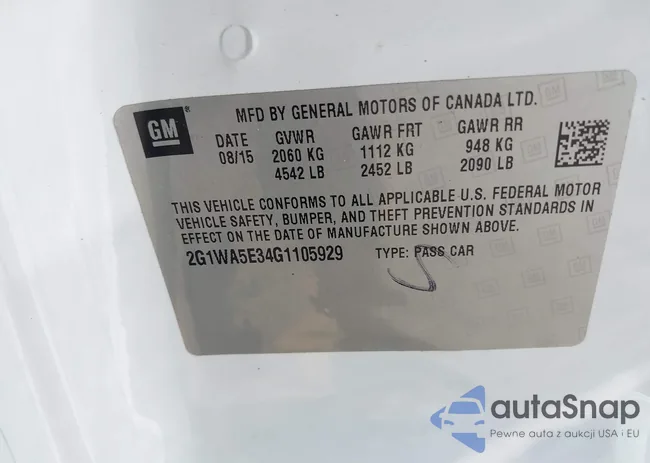 MFD BY GENERAL MOTORS OF CANADA LTD.
GM
DATE GVWR GAWR FRT GAWR RR
08/15 2060 KG 1112 KG 948 KG
4542 LB 2452 LB 2090 LB
THIS VEHICLE CONFORMS TO ALL APPLICABLE U.S. FEDERAL MOTOR
VEHICLE SAFETY, BUMPER, AND THEFT PREVENTION STANDARDS IN
EFFECT ON THE DATE OF MANUFACTURE SHOWN ABOVE.
2G1WA5E34G1105929 TYPE: PASS CAR
autaSnap
Pewne auta z aukcji USA i EU